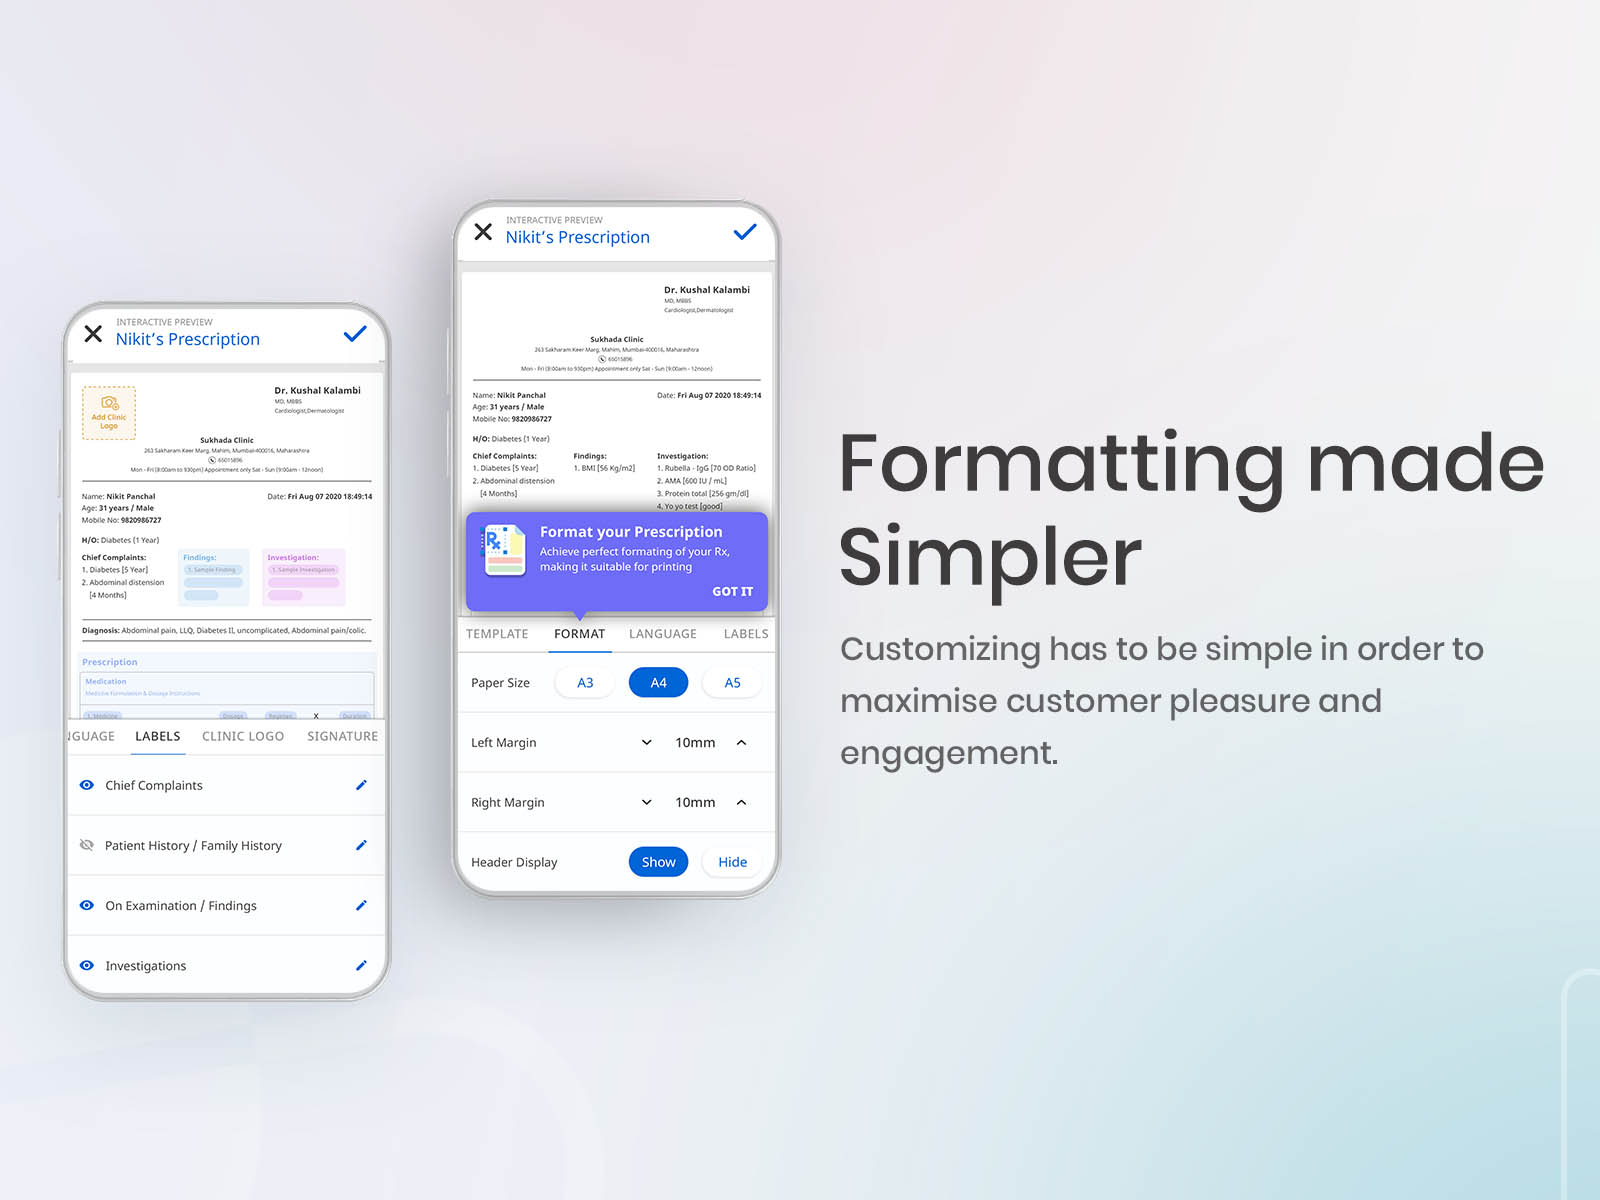 INTERACTIVE PREVIEW
Nikit's Prescription
Add Clinic
Logo
Dr. Kushal Kalambi
MD, MBBS
Cardiologist,Dermatologist
Sukhada Clinic
263 Sakharam Keer Marg, Mahim, Mumbai-400016, Maharashtra
65015896
Mon - Fri (8:00am to 930pm) Appointment only Sat - Sun (9:00am - 12noon)
Name: Nikit Panchal
Date: Fri Aug 07 2020 18:49:14
Age: 31 years / Male
Mobile No: 9820986727
H/O: Diabetes (1 Year)
Chief Complaints:
1. Diabetes [5 Year]
2. Abdominal distension
[4 Months]
Findings:
1. Sample Finding
Investigation:
1. Sample Investigation
Diagnosis: Abdominal pain, LLQ, Diabetes II, uncomplicated, Abdominal pain/colic.
Prescription
Medication
Medicine Formulation & Dosage Instructions
1. Medicine
Dosage
Regimen
X
Duration
NGUAGE
LABELS
CLINIC LOGO
SIGNATURE
Chief Complaints
Patient History / Family History
On Examination / Findings
Investigations
INTERACTIVE PREVIEW
Nikit's Prescription
Dr. Kushal Kalambi
MD, MBBS
Cardiologist,Dermatologist
Sukhada Clinic
263 Sakharam Keer Marg, Mahim, Mumbai-400016, Maharashtra
65015896
Mon - Fri (8:00am to 930pm) Appointment only Sat - Sun (9:00am - 12noon)
Name: Nikit Panchal
Date: Fri Aug 07 2020 18:49:14
Age: 31 years / Male
Mobile No: 9820986727
H/O: Diabetes (1 Year)
Chief Complaints:
1. Diabetes [5 Year]
2. Abdominal distension
[4 Months]
Findings:
1. BMI [56 Kg/m2]
Investigation:
1. Rubella - IgG [70 OD Ratio]
2. AMA [600 IU / mL]
3. Protein total [256 gm/dl]
4. Yo yo test [good]
Rx
Format your Prescription
Achieve perfect formating of your Rx,
making it suitable for printing
GOT IT
TEMPLATE
FORMAT
LANGUAGE
LABELS
Paper Size
A3
A4
A5
Left Margin
10mm
Right Margin
10mm
Header Display
Show
Hide
Formatting made
Simpler
Customizing has to be simple in order to
maximise customer pleasure and
engagement.